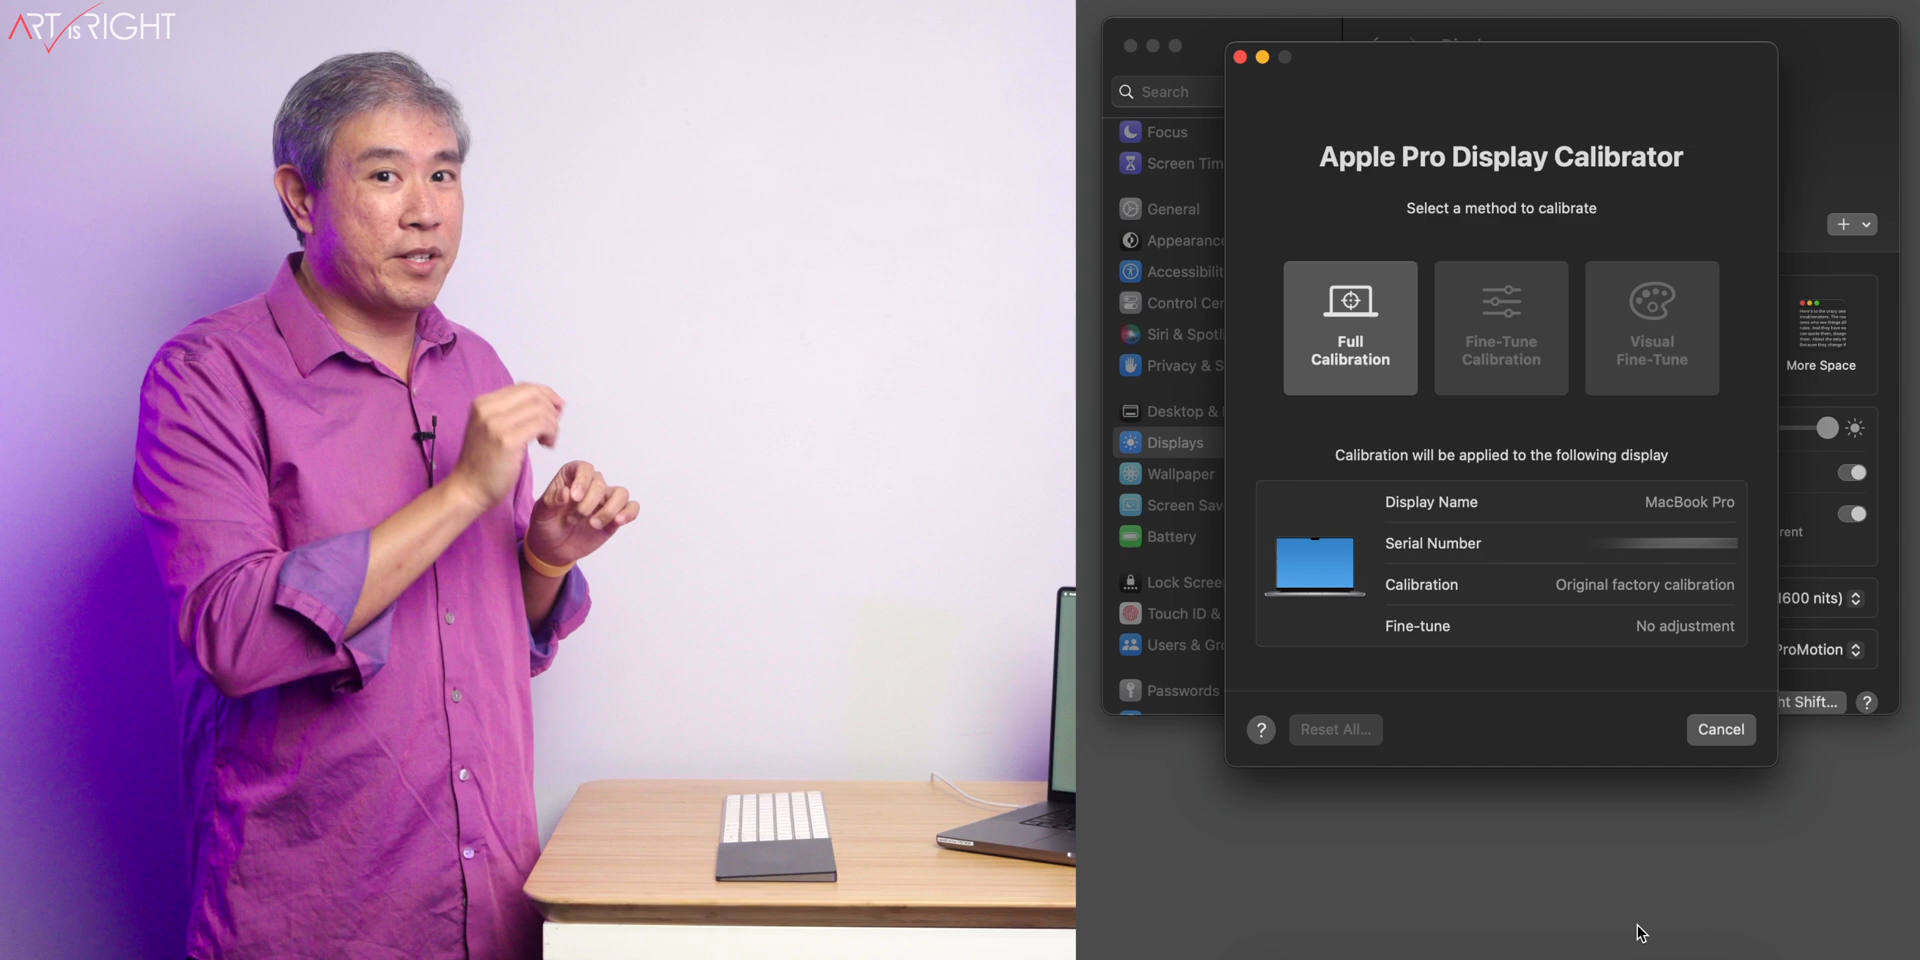 ART is RIGHT
Search
Focus
Screen Tim
General
Appearance
Accessibilit
Control Cer
Siri & Spotl
Privacy & S
Desktop &
Displays
Wallpaper
Screen Sav
Battery
Lock Scree
Touch ID &
Users & Gr
Passwords
Apple Pro Display Calibrator
Select a method to calibrate
Full
Calibration
Fine-Tune
Calibration
Visual
Fine-Tune
Calibration will be applied to the following display
Display Name MacBook Pro
Serial Number
Calibration Original factory calibration
Fine-tune No adjustment
? Reset All... Cancel
More Space
rent
1600 nits)
ProMotion
ht Shift... ?